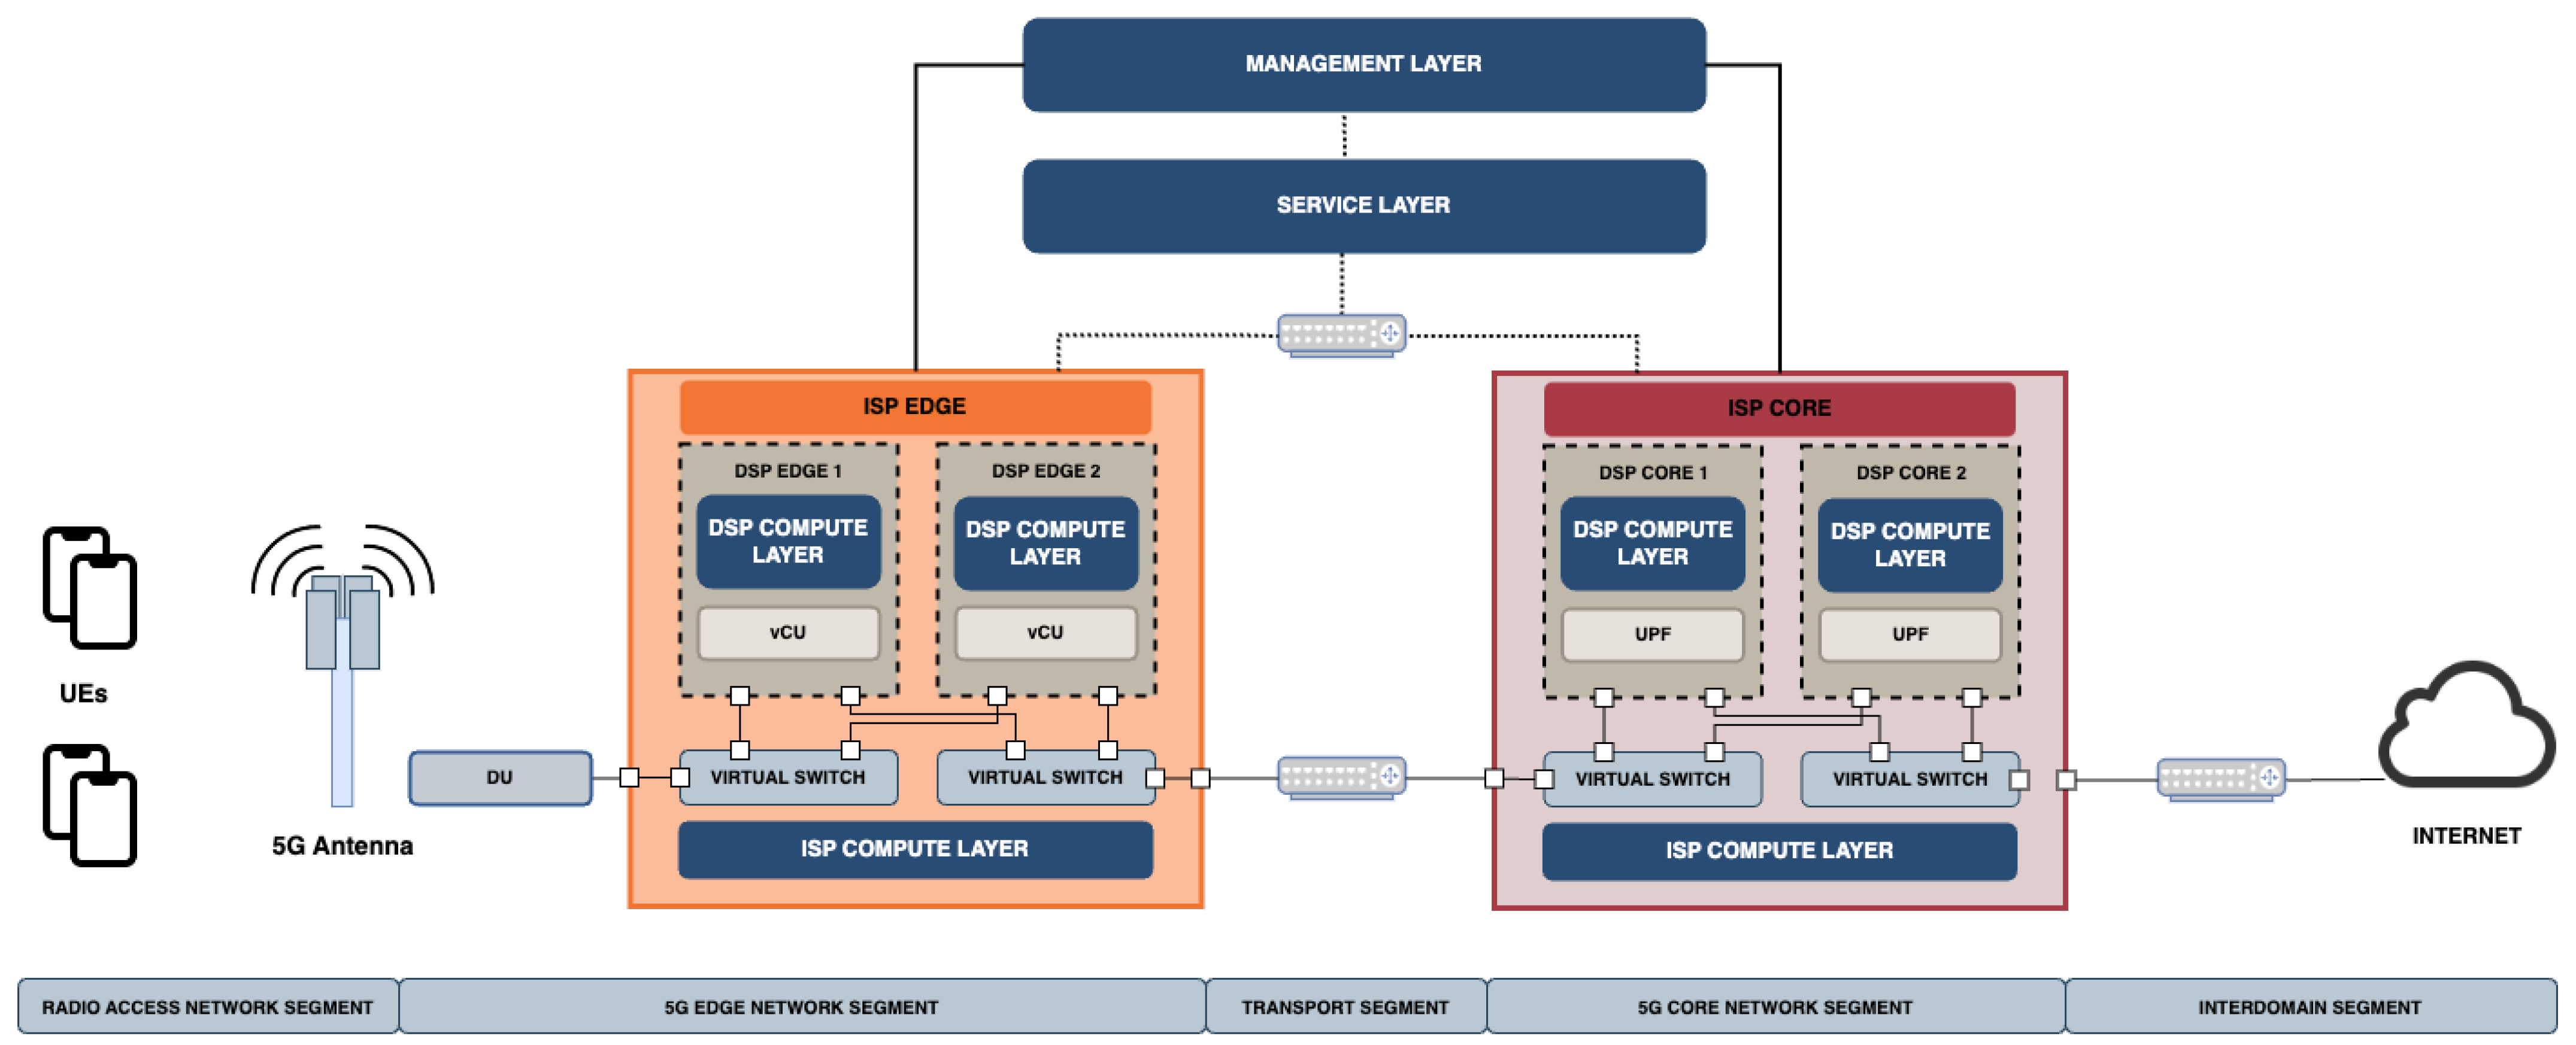 MANAGEMENT LAYER
SERVICE LAYER
ISP EDGE
DSP EDGE 1
DSP COMPUTE
LAYER
vCU
DSP EDGE 2
DSP COMPUTE
LAYER
vCU
VIRTUAL SWITCH
VIRTUAL SWITCH
ISP COMPUTE LAYER
ISP CORE
DSP CORE 1
DSP COMPUTE
LAYER
UPF
DSP CORE 2
DSP COMPUTE
LAYER
UPF
VIRTUAL SWITCH
VIRTUAL SWITCH
ISP COMPUTE LAYER
UEs
5G Antenna
DU
INTERNET
RADIO ACCESS NETWORK SEGMENT
5G EDGE NETWORK SEGMENT
TRANSPORT SEGMENT
5G CORE NETWORK SEGMENT
INTERDOMAIN SEGMENT